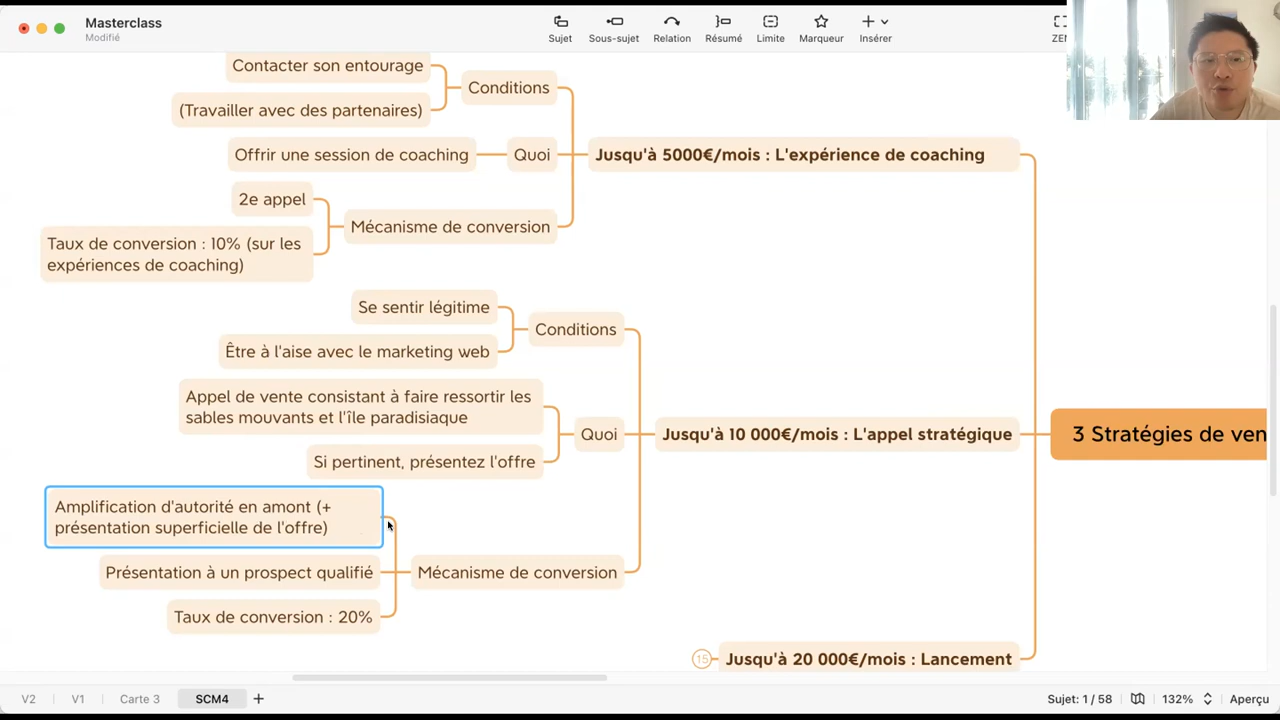 Masterclass
Modifié
Sujet
Sous-sujet
Relation
Résumé
Limite
Marqueur
Insérer
Contacter son entourage
(Travailler avec des partenaires)
Conditions
Offrir une session de coaching
Quoi
Jusqu'à 5000€/mois : L'expérience de coaching
2e appel
Taux de conversion : 10% (sur les
expériences de coaching)
Mécanisme de conversion
Se sentir légitime
Être à l'aise avec le marketing web
Conditions
Appel de vente consistant à faire ressortir les
sables mouvants et l'île paradisiaque
Si pertinent, présentez l'offre
Quoi
Jusqu'à 10 000€/mois : L'appel stratégique
3 Stratégies de ven
Amplification d'autorité en amont (+
présentation superficielle de l'offre)
Présentation à un prospect qualifié
Taux de conversion : 20%
Mécanisme de conversion
15
Jusqu'à 20 000€/mois : Lancement
V2
V1
Carte 3
SCM4
Sujet: 1 / 58
132%
Aperçu